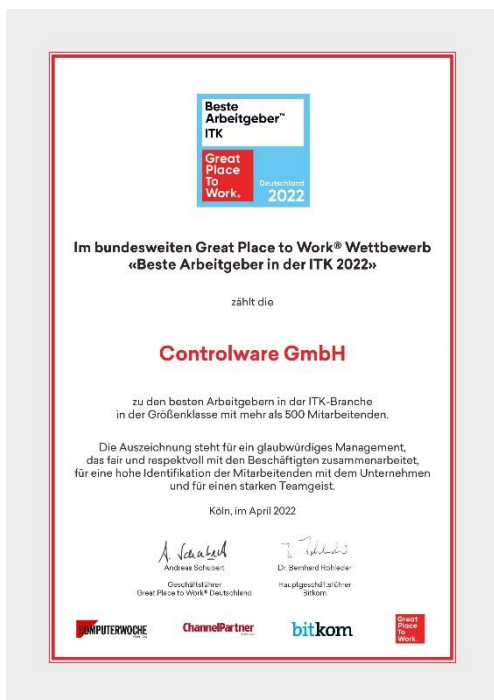 Beste
Arbeitgeber™
ITK
Great
Place
To
Work.
Deutschland
2022
Im bundesweiten Great Place to Work® Wettbewerb
«Beste Arbeitgeber in der ITK 2022»
zählt die
Controlware GmbH
zu den besten Arbeitgebern in der ITK-Branche
in der Größenklasse mit mehr als 500 Mitarbeitenden.
Die Auszeichnung steht für ein glaubwürdiges Management,
das fair und respektvoll mit den Beschäftigten zusammenarbeitet,
für eine hohe Identifikation der Mitarbeitenden mit dem Unternehmen
und für einen starken Teamgeist.
Köln, im April 2022
A. Schubert
Andreas Schubert
Dr. Bernhard Rohleder
Geschäftsführer
Great Place to Work® Deutschland
Hauptgeschäftsführer
Bitkom
COMPUTERWOCHE
ChannelPartner
bitkom
Great
Place
To
Work.